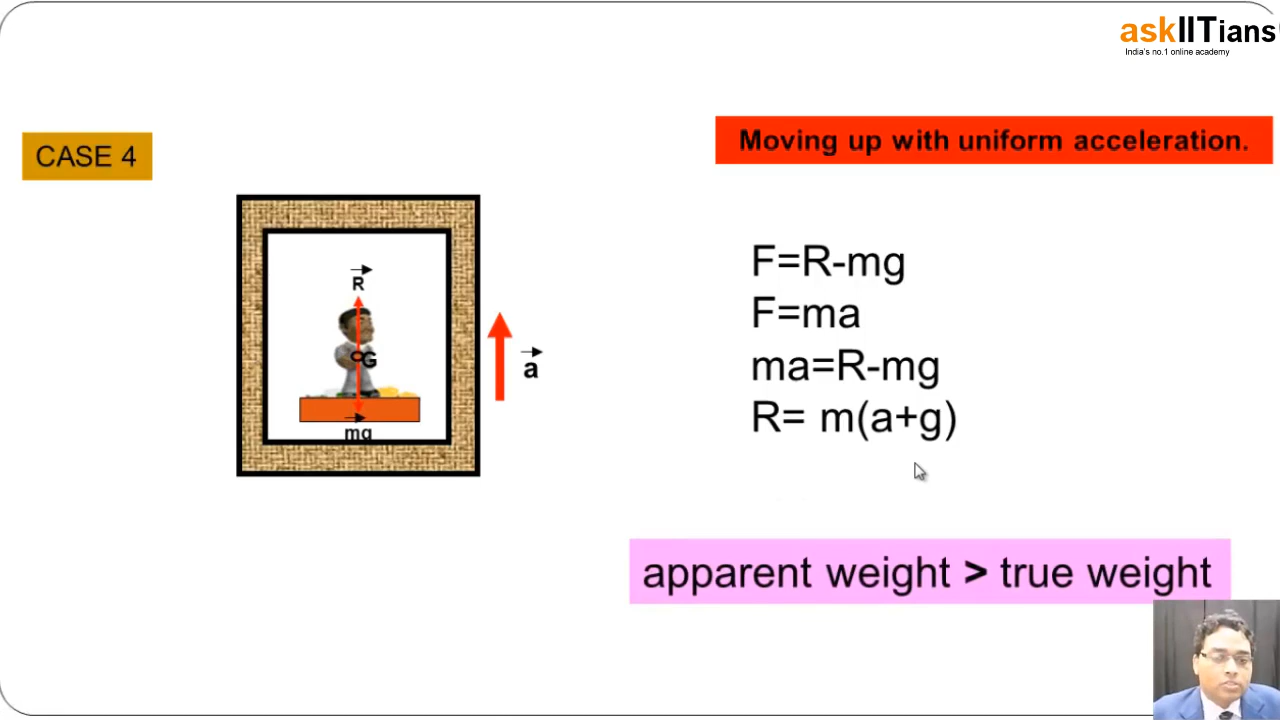 askIITians
India's no.1 online academy
CASE 4
Moving up with uniform acceleration.
R
G
a
mg
F=R-mg
F=ma
ma=R-mg
R= m(a+g)
apparent weight > true weight